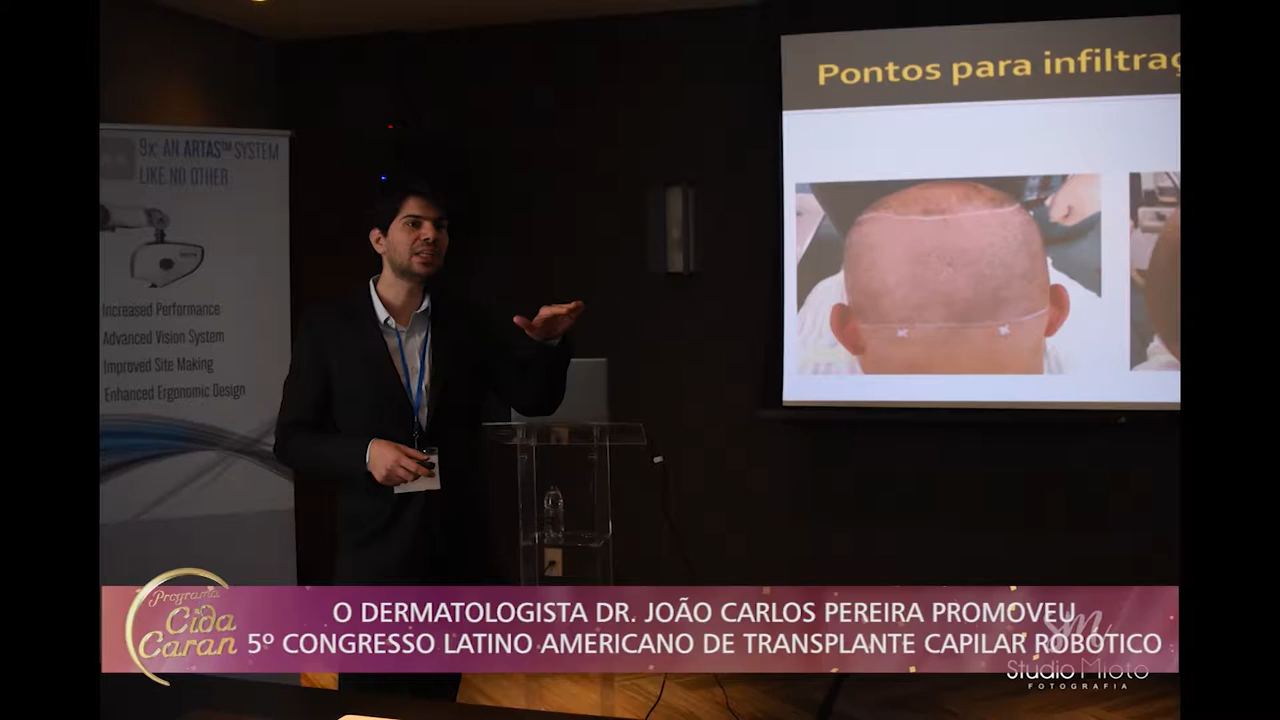 9x: AN ARTAS™ SYSTEM
LIKE NO OTHER
Increased Performance
Advanced Vision System
Improved Site Making
Enhanced Ergonomic Design
Pontos para infiltraç
Programa
Cida
Caran
O DERMATOLOGISTA DR. JOÃO CARLOS PEREIRA PROMOVEU
5º CONGRESSO LATINO AMERICANO DE TRANSPLANTE CAPILAR ROBÓTICO
SM
Studio Mioto
FOTOGRAFIA